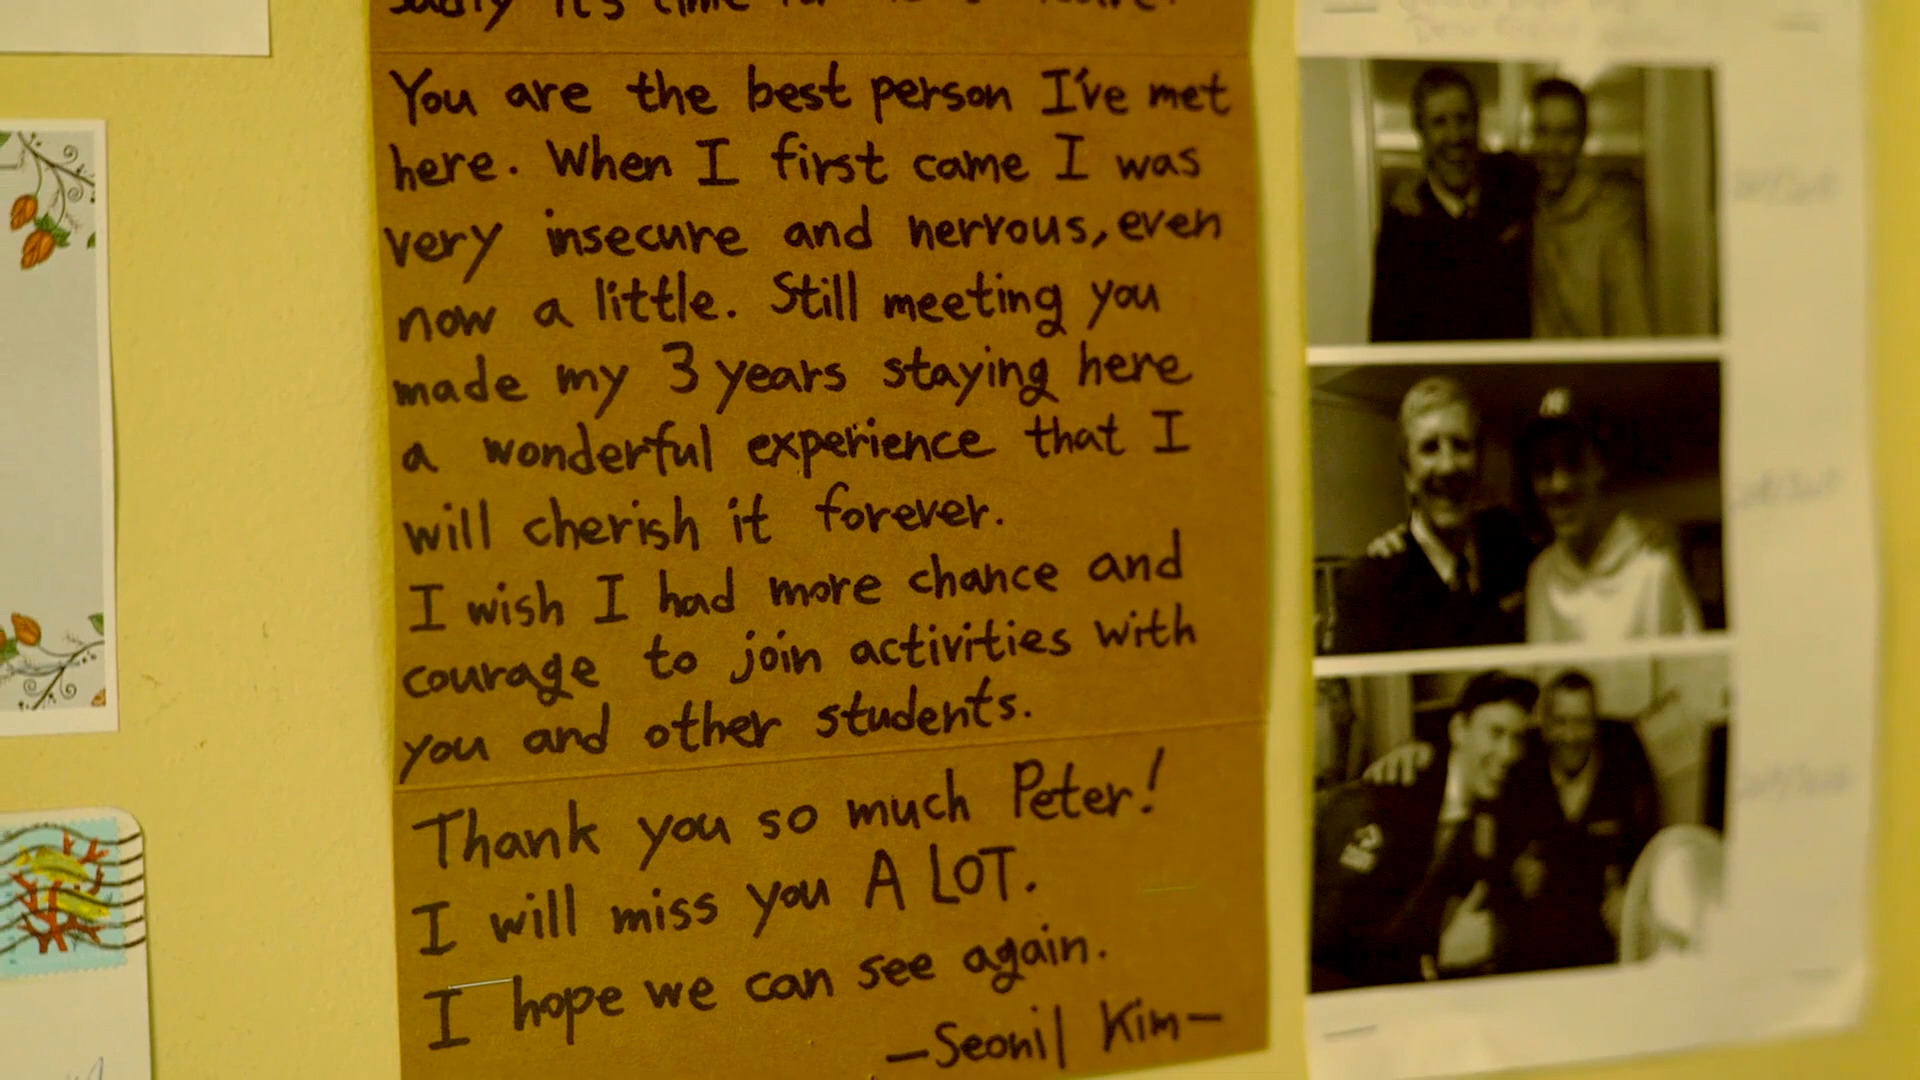 sadly it's time
You are the best person I've met
here. When I first came I was
very insecure and nervous, even
now a little. Still meeting you
made my 3 years staying here
a wonderful experience that I
will cherish it forever.
I wish I had more chance and
courage to join activities with
you and other students.
Thank you so much Peter!
I will miss you A LOT.
I hope we can see again.
-Seonil Kim-